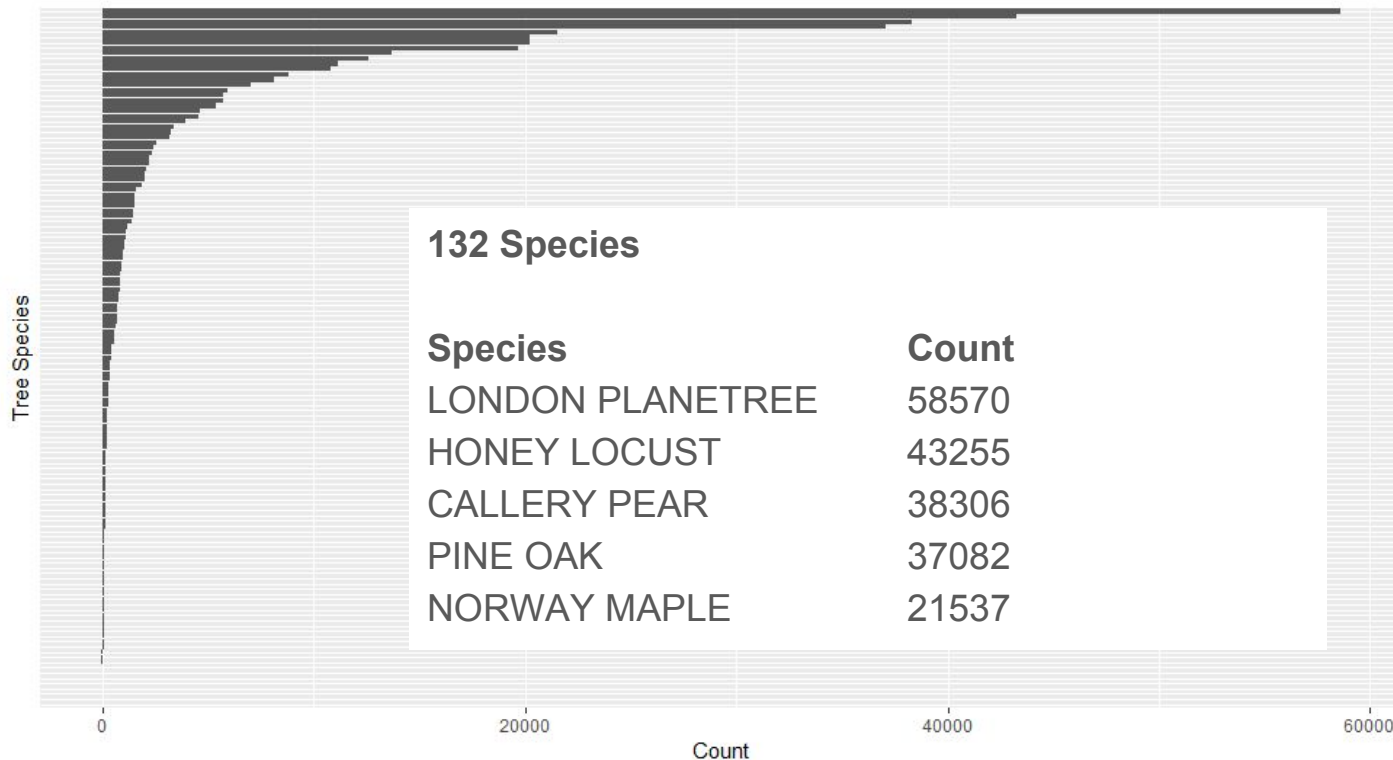 132 Species
Species Count
LONDON PLANETREE 58570
HONEY LOCUST 43255
CALLERY PEAR 38306
PINE OAK 37082
NORWAY MAPLE 21537
Tree Species
0 20000 40000 60000
Count